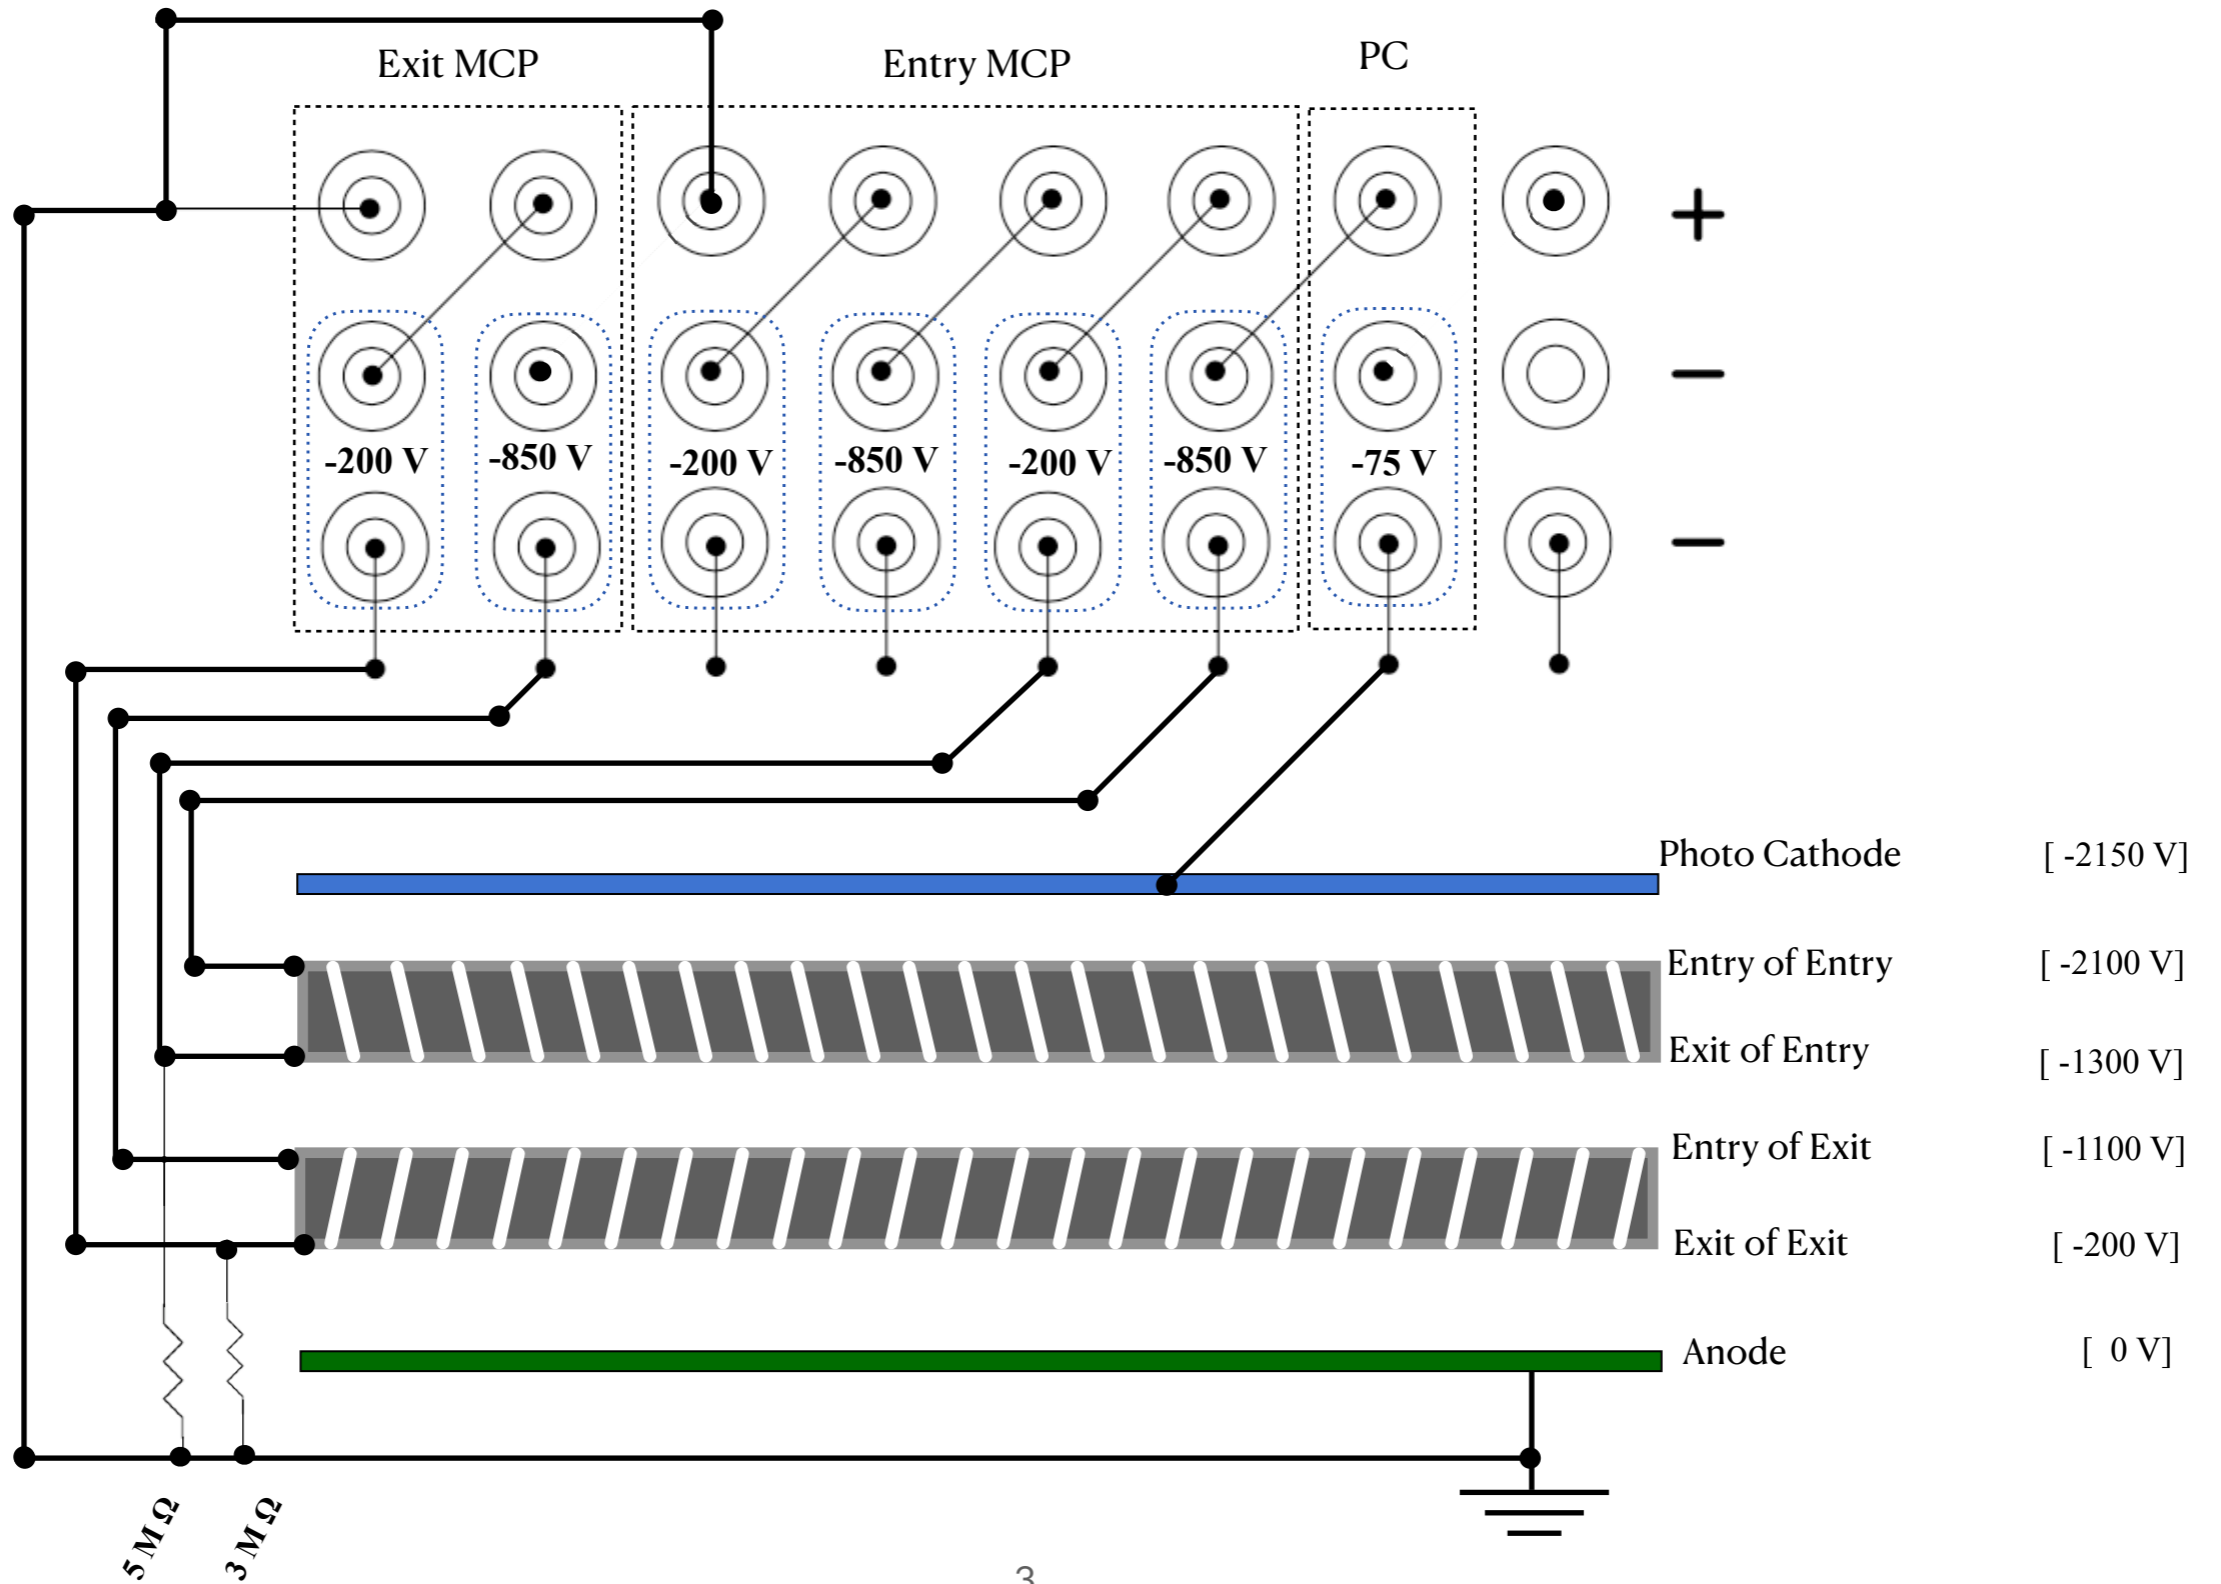 Exit MCP
Entry MCP
PC
+
−
-200 V
-850 V
-200 V
-850 V
-200 V
-850 V
-75 V
−
Photo Cathode [ -2150 V]
Entry of Entry [ -2100 V]
Exit of Entry [ -1300 V]
Entry of Exit [ -1100 V]
Exit of Exit [ -200 V]
Anode [ 0 V]
5 M Ω
3 M Ω
3